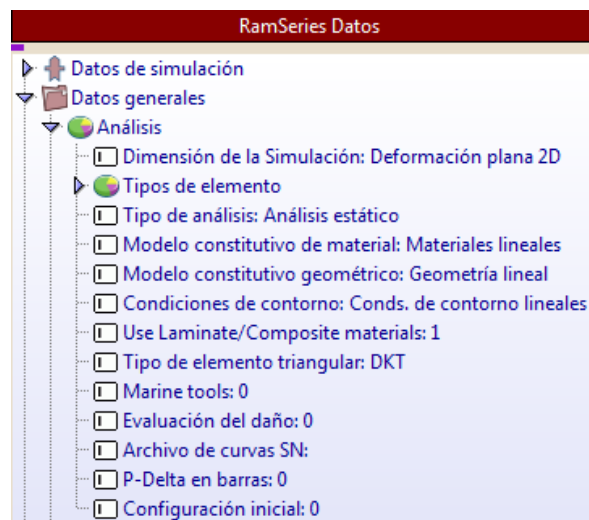 RamSeries Datos
Datos de simulación
Datos generales
Análisis
Dimensión de la Simulación: Deformación plana 2D
Tipos de elemento
Tipo de análisis: Análisis estático
Modelo constitutivo de material: Materiales lineales
Modelo constitutivo geométrico: Geometría lineal
Condiciones de contorno: Conds. de contorno lineales
Use Laminate/Composite materials: 1
Tipo de elemento triangular: DKT
Marine tools: 0
Evaluación del daño: 0
Archivo de curvas SN:
P-Delta en barras: 0
Configuración inicial: 0